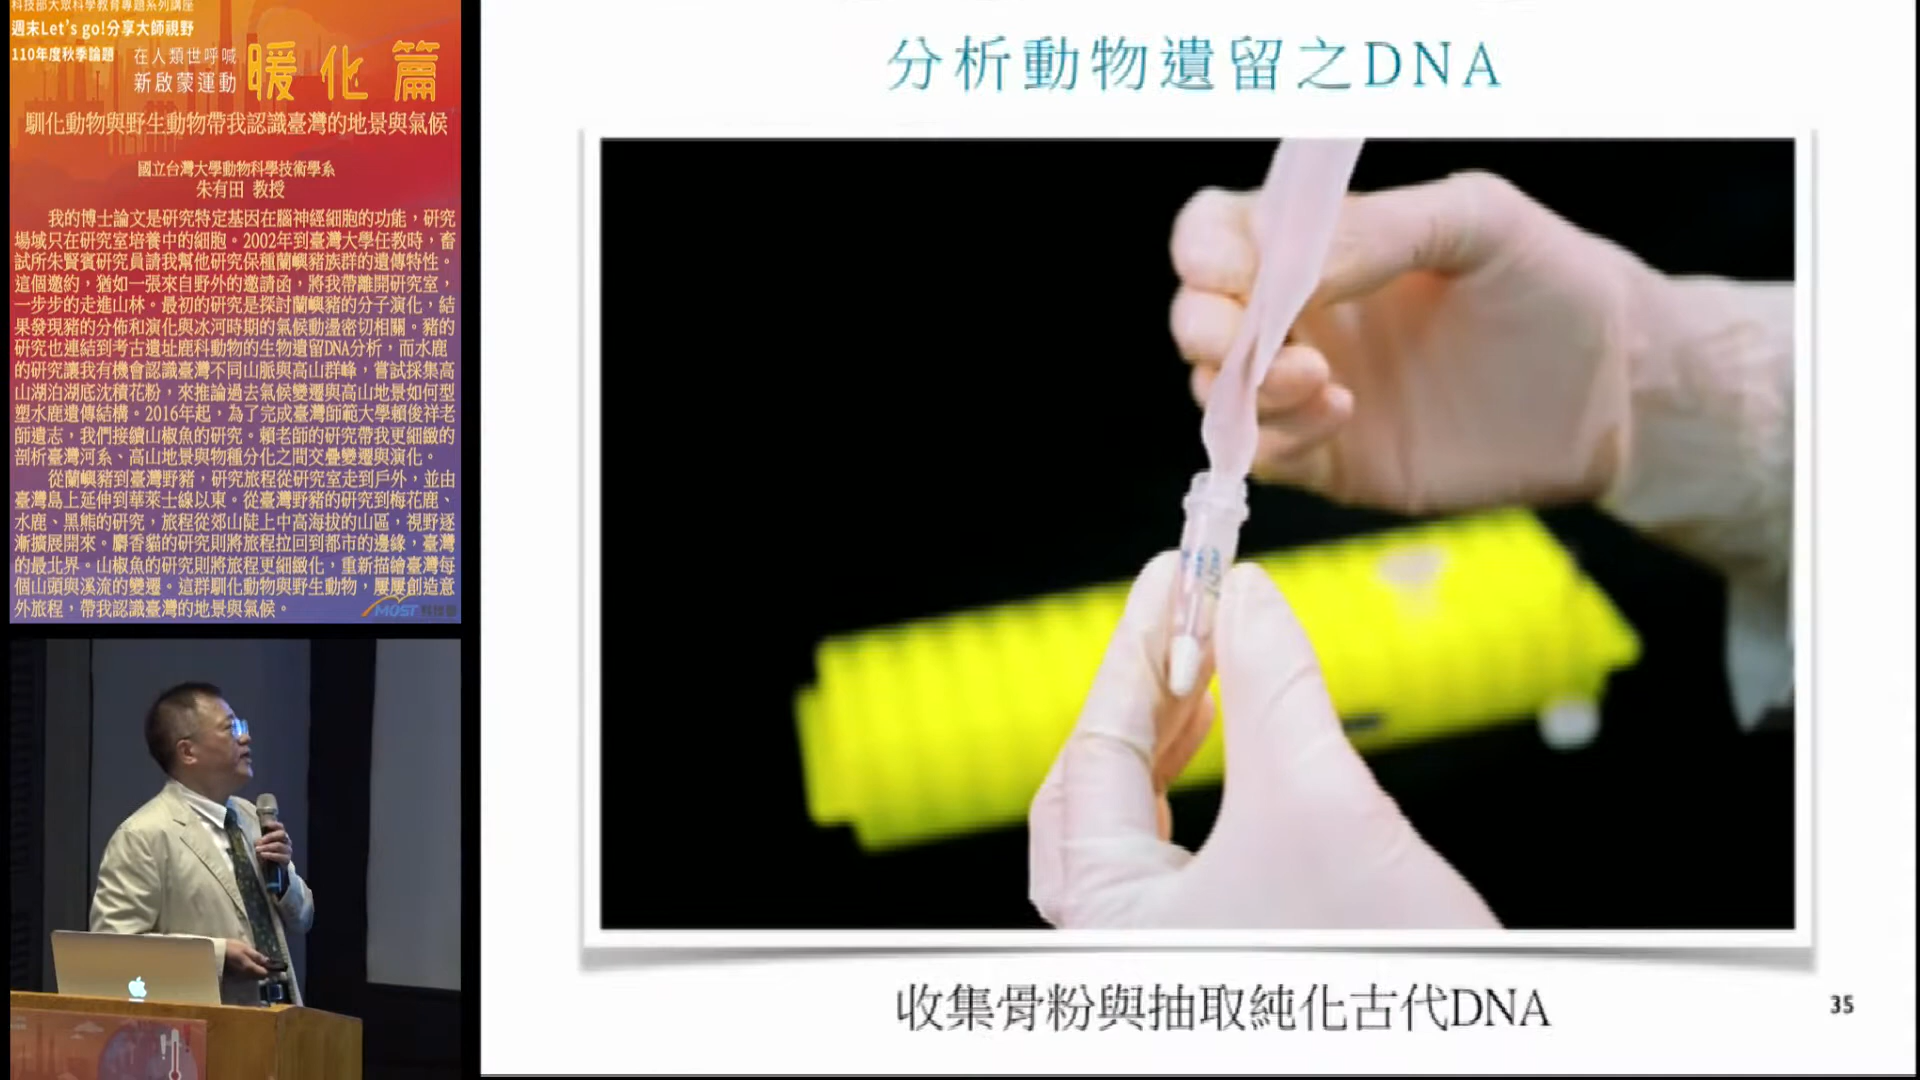 科技部大眾科學教育專題系列講座
週末Let's go!分享大師視野
110年度秋季論題
在人類世呼喊
新啟蒙運動
暖化篇
馴化動物與野生動物帶我認識臺灣的地景與氣候
國立台灣大學動物科學技術學系
朱有田 教授
我的博士論文是研究特定基因在腦神經細胞的功能，研究
場域只在研究室培養中的細胞。2002年到臺灣大學任教時，畜
試所朱賢賓研究員請我幫他研究保種蘭嶼豬族群的遺傳特性。
這個邀約，猶如一張來自野外的邀請函，將我帶離開研究室，
一步步的走進山林。最初的研究是探討蘭嶼豬的分子演化，結
果發現豬的分佈和演化與冰河時期的氣候動盪密切相關。豬的
研究也連結到考古遺址鹿科動物的生物遺留DNA分析，而水鹿
的研究讓我有機會認識臺灣不同山脈與高山群峰，嘗試採集高
山湖泊湖底沈積花粉，來推論過去氣候變遷與高山地景如何型
塑水鹿遺傳結構。2016年起，為了完成臺灣師範大學賴俊祥老
師遺志，我們接續山椒魚的研究。賴老師的研究帶我更細緻的
剖析臺灣河系、高山地景與物種分化之間交疊變遷與演化。
從蘭嶼豬到臺灣野豬，研究旅程從研究室走到戶外，並由
臺灣島上延伸到華萊士線以東。從臺灣野豬的研究到梅花鹿、
水鹿、黑熊的研究，旅程從郊山陡上中高海拔的山區，視野逐
漸擴展開來。麝香貓的研究則將旅程拉回到都市的邊緣，臺灣
的最北界。山椒魚的研究則將旅程更細緻化，重新描繪臺灣每
個山頭與溪流的變遷。這群馴化動物與野生動物，屢屢創造意
外旅程，帶我認識臺灣的地景與氣候。
MOST 科技部
分析動物遺留之DNA
收集骨粉與抽取純化古代DNA
35